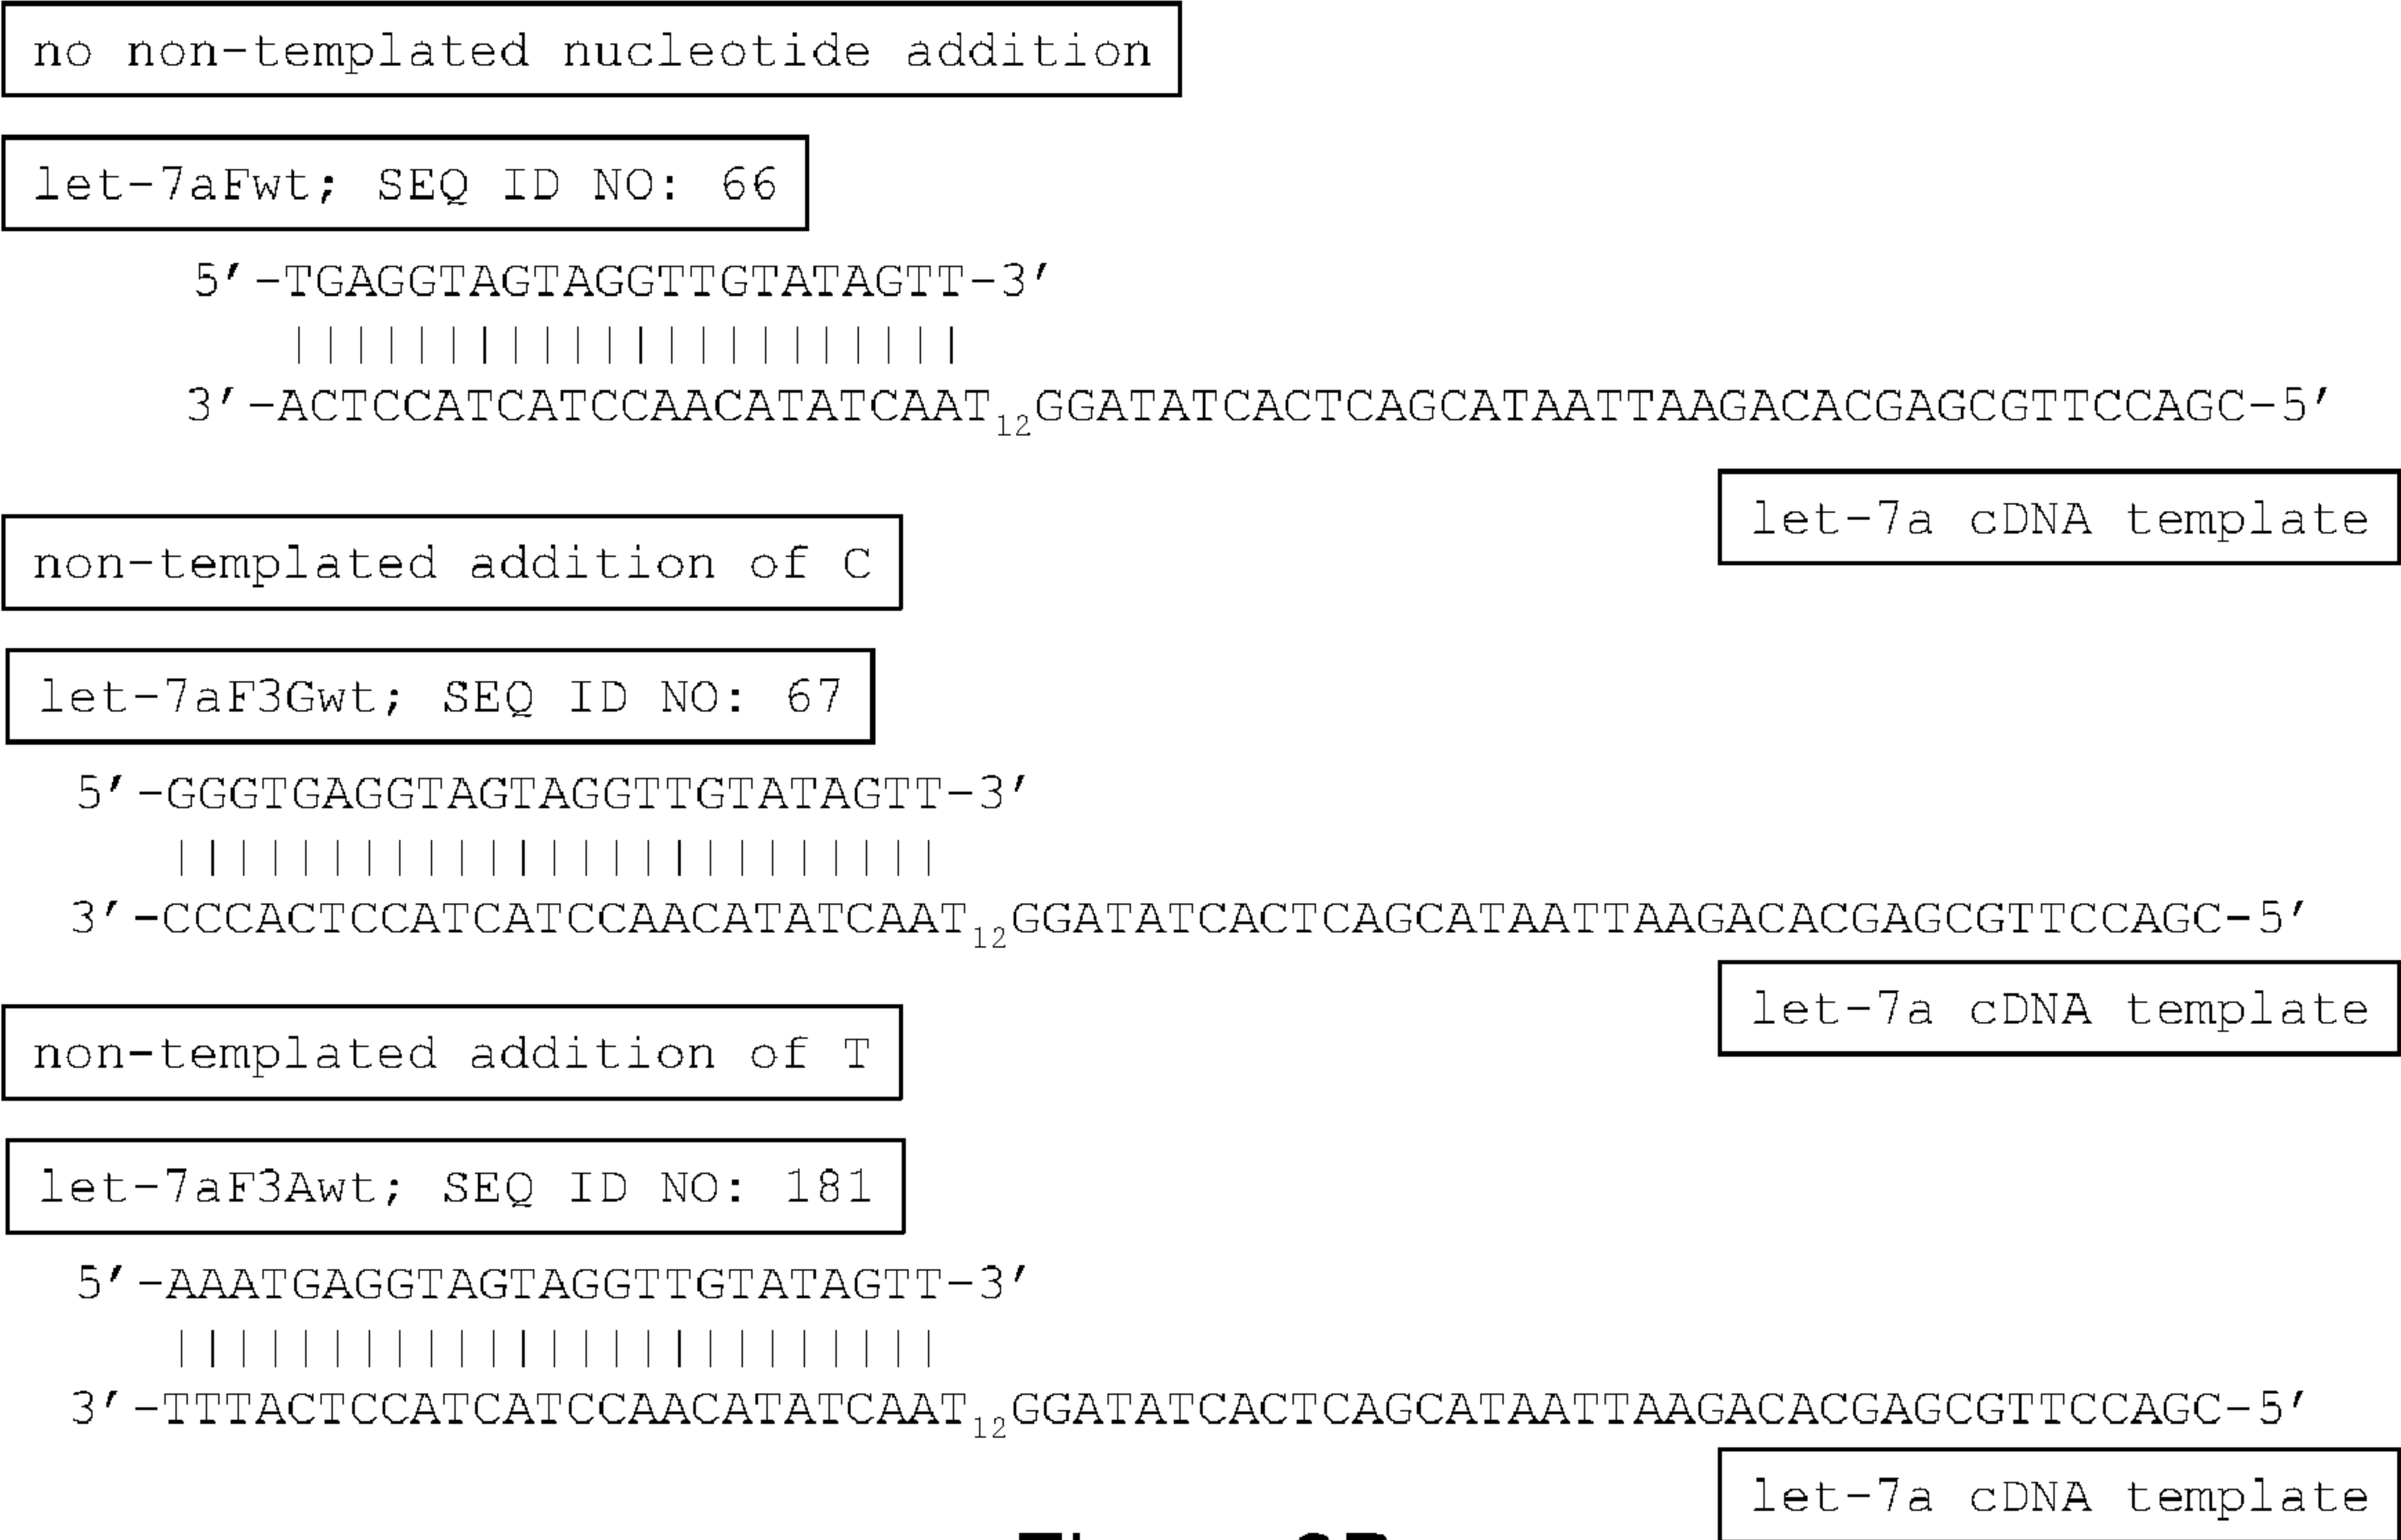 no non-templated nucleotide addition
let-7aFwt; SEQ ID NO: 66
5'-TGAGGTAGTAGGTTGTATAGTT-3'
3'-ACTCCATCATCCAACATATCAAT12GGATATCACTCAGCATAATTAAGACACGAGCGTTCCAGC-5'
let-7a cDNA template
non-templated addition of C
let-7aF3Gwt; SEQ ID NO: 67
5'-GGGTGAGGTAGTAGGTTGTATAGTT-3'
3'-CCCACTCCATCATCCAACATATCAAT12GGATATCACTCAGCATAATTAAGACACGAGCGTTCCAGC-5'
let-7a cDNA template
non-templated addition of T
let-7aF3Awt; SEQ ID NO: 181
5'-AAATGAGGTAGTAGGTTGTATAGTT-3'
3'-TTTACTCCATCATCCAACATATCAAT12GGATATCACTCAGCATAATTAAGACACGAGCGTTCCAGC-5'
let-7a cDNA template